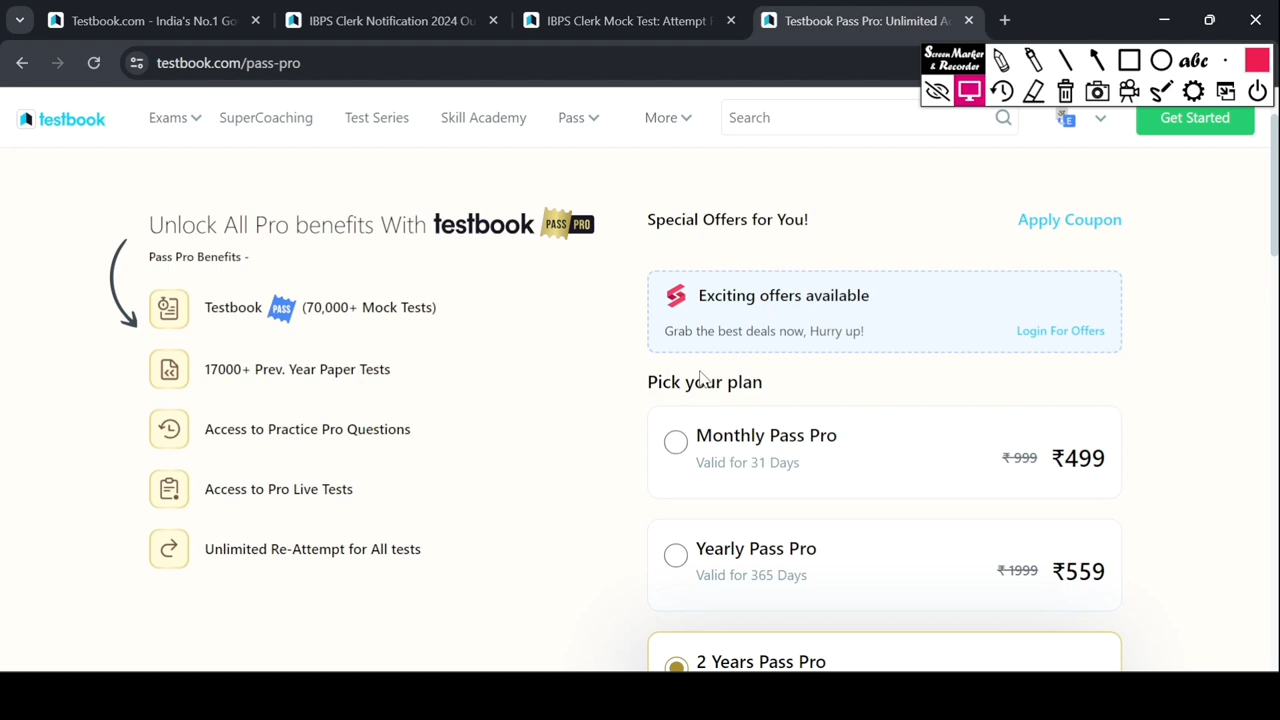 Testbook.com - India's No.1 Go
IBPS Clerk Notification 2024 Ou
IBPS Clerk Mock Test: Attempt F
Testbook Pass Pro: Unlimited Ac
testbook.com/pass-pro
Screen Marker
& Recorder
abc
testbook
Exams
SuperCoaching
Test Series
Skill Academy
Pass
More
Search
E
Get Started
Unlock All Pro benefits With testbook PASS PRO
Pass Pro Benefits -
Testbook PASS (70,000+ Mock Tests)
17000+ Prev. Year Paper Tests
Access to Practice Pro Questions
Access to Pro Live Tests
Unlimited Re-Attempt for All tests
Special Offers for You!
Apply Coupon
Exciting offers available
Grab the best deals now, Hurry up!
Login For Offers
Pick your plan
Monthly Pass Pro
Valid for 31 Days
₹ 999 ₹499
Yearly Pass Pro
Valid for 365 Days
₹ 1999 ₹559
2 Years Pass Pro